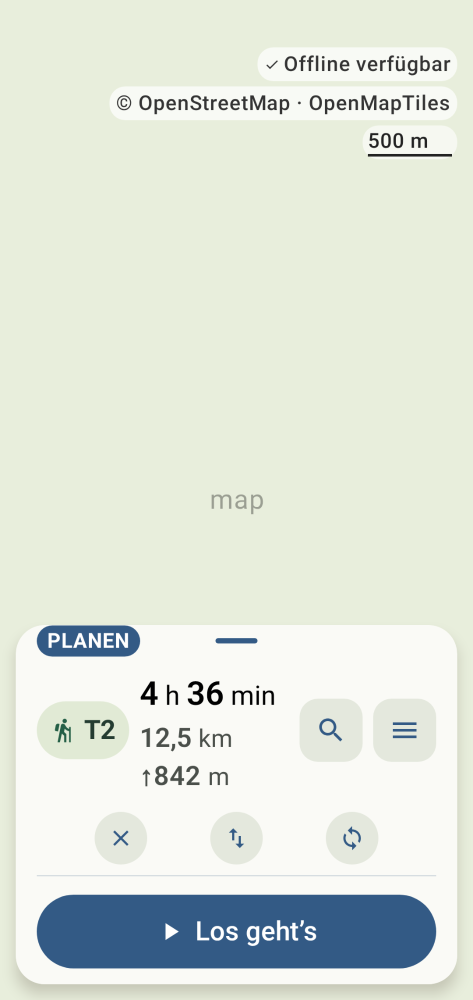 ✓ Offline verfügbar
© OpenStreetMap · OpenMapTiles
500 m
map
PLANEN
T2
4 h 36 min
12,5 km
↑842 m
Los geht’s